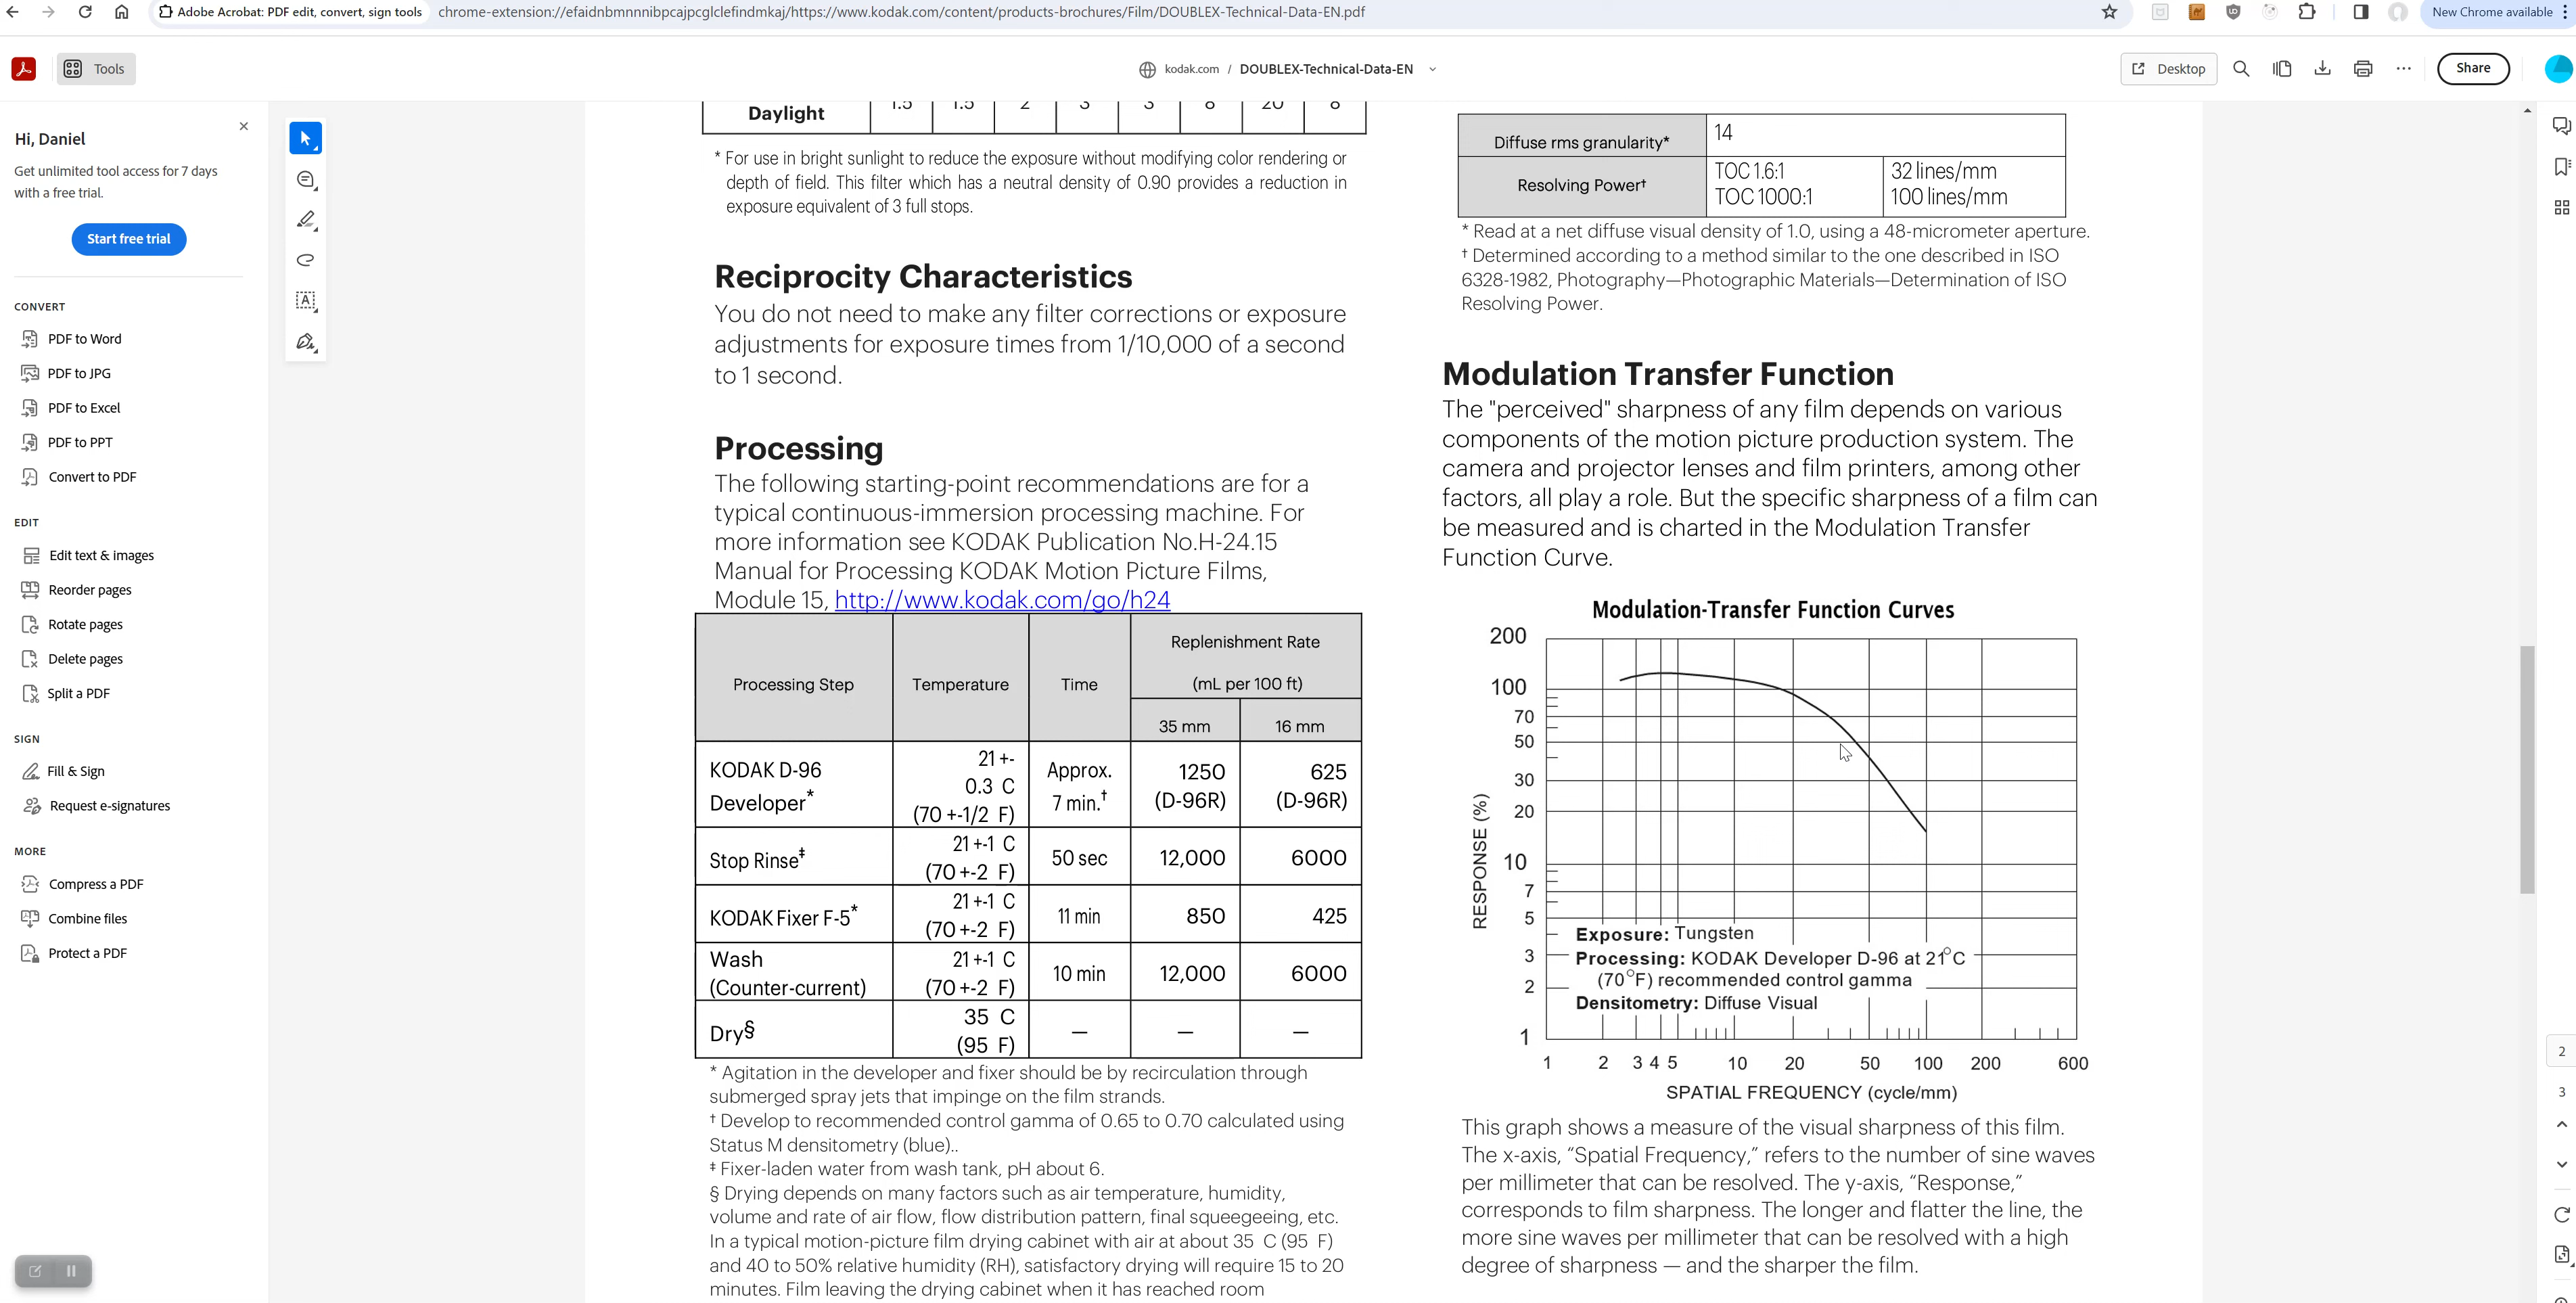 Adobe Acrobat: PDF edit, convert, sign tools
chrome-extension://efaidnbmnnnibpcajpcglclefindmkaj/https://www.kodak.com/content/products-brochures/Film/DOUBLEX-Technical-Data-EN.pdf
New Chrome available
Tools
kodak.com / DOUBLEX-Technical-Data-EN
Desktop
Share
Hi, Daniel
Get unlimited tool access for 7 days
with a free trial.
Start free trial
CONVERT
PDF to Word
PDF to JPG
PDF to Excel
PDF to PPT
Convert to PDF
EDIT
Edit text & images
Reorder pages
Rotate pages
Delete pages
Split a PDF
SIGN
Fill & Sign
Request e-signatures
MORE
Compress a PDF
Combine files
Protect a PDF
Daylight 1.5 1.5 2 3 3 8 20 8
* For use in bright sunlight to reduce the exposure without modifying color rendering or
depth of field. This filter which has a neutral density of 0.90 provides a reduction in
exposure equivalent of 3 full stops.
Reciprocity Characteristics
You do not need to make any filter corrections or exposure
adjustments for exposure times from 1/10,000 of a second
to 1 second.
Processing
The following starting-point recommendations are for a
typical continuous-immersion processing machine. For
more information see KODAK Publication No.H-24.15
Manual for Processing KODAK Motion Picture Films,
Module 15, http://www.kodak.com/go/h24
Processing Step
Temperature
Time
Replenishment Rate
(mL per 100 ft)
35 mm
16 mm
KODAK D-96
Developer*
21 +-
0.3 C
(70 +-1/2 F)
Approx.
7 min.†
1250
(D-96R)
625
(D-96R)
Stop Rinse‡
21 +-1 C
(70 +-2 F)
50 sec
12,000
6000
KODAK Fixer F-5*
21 +-1 C
(70 +-2 F)
11 min
850
425
Wash
(Counter-current)
21 +-1 C
(70 +-2 F)
10 min
12,000
6000
Dry§
35 C
(95 F)
—
—
—
* Agitation in the developer and fixer should be by recirculation through
submerged spray jets that impinge on the film strands.
† Develop to recommended control gamma of 0.65 to 0.70 calculated using
Status M densitometry (blue)..
‡ Fixer-laden water from wash tank, pH about 6.
§ Drying depends on many factors such as air temperature, humidity,
volume and rate of air flow, flow distribution pattern, final squeegeeing, etc.
In a typical motion-picture film drying cabinet with air at about 35 C (95 F)
and 40 to 50% relative humidity (RH), satisfactory drying will require 15 to 20
minutes. Film leaving the drying cabinet when it has reached room
Diffuse rms granularity*
14
Resolving Power†
TOC 1.6:1
TOC 1000:1
32 lines/mm
100 lines/mm
* Read at a net diffuse visual density of 1.0, using a 48-micrometer aperture.
† Determined according to a method similar to the one described in ISO
6328-1982, Photography—Photographic Materials—Determination of ISO
Resolving Power.
Modulation Transfer Function
The "perceived" sharpness of any film depends on various
components of the motion picture production system. The
camera and projector lenses and film printers, among other
factors, all play a role. But the specific sharpness of a film can
be measured and is charted in the Modulation Transfer
Function Curve.
Modulation-Transfer Function Curves
200
100
70
50
30
20
10
7
5
3
2
1
RESPONSE (%)
Exposure: Tungsten
Processing: KODAK Developer D-96 at 21°C
(70°F) recommended control gamma
Densitometry: Diffuse Visual
1 2 3 4 5 10 20 50 100 200 600
SPATIAL FREQUENCY (cycle/mm)
This graph shows a measure of the visual sharpness of this film.
The x-axis, “Spatial Frequency,” refers to the number of sine waves
per millimeter that can be resolved. The y-axis, “Response,”
corresponds to film sharpness. The longer and flatter the line, the
more sine waves per millimeter that can be resolved with a high
degree of sharpness — and the sharper the film.
2
3